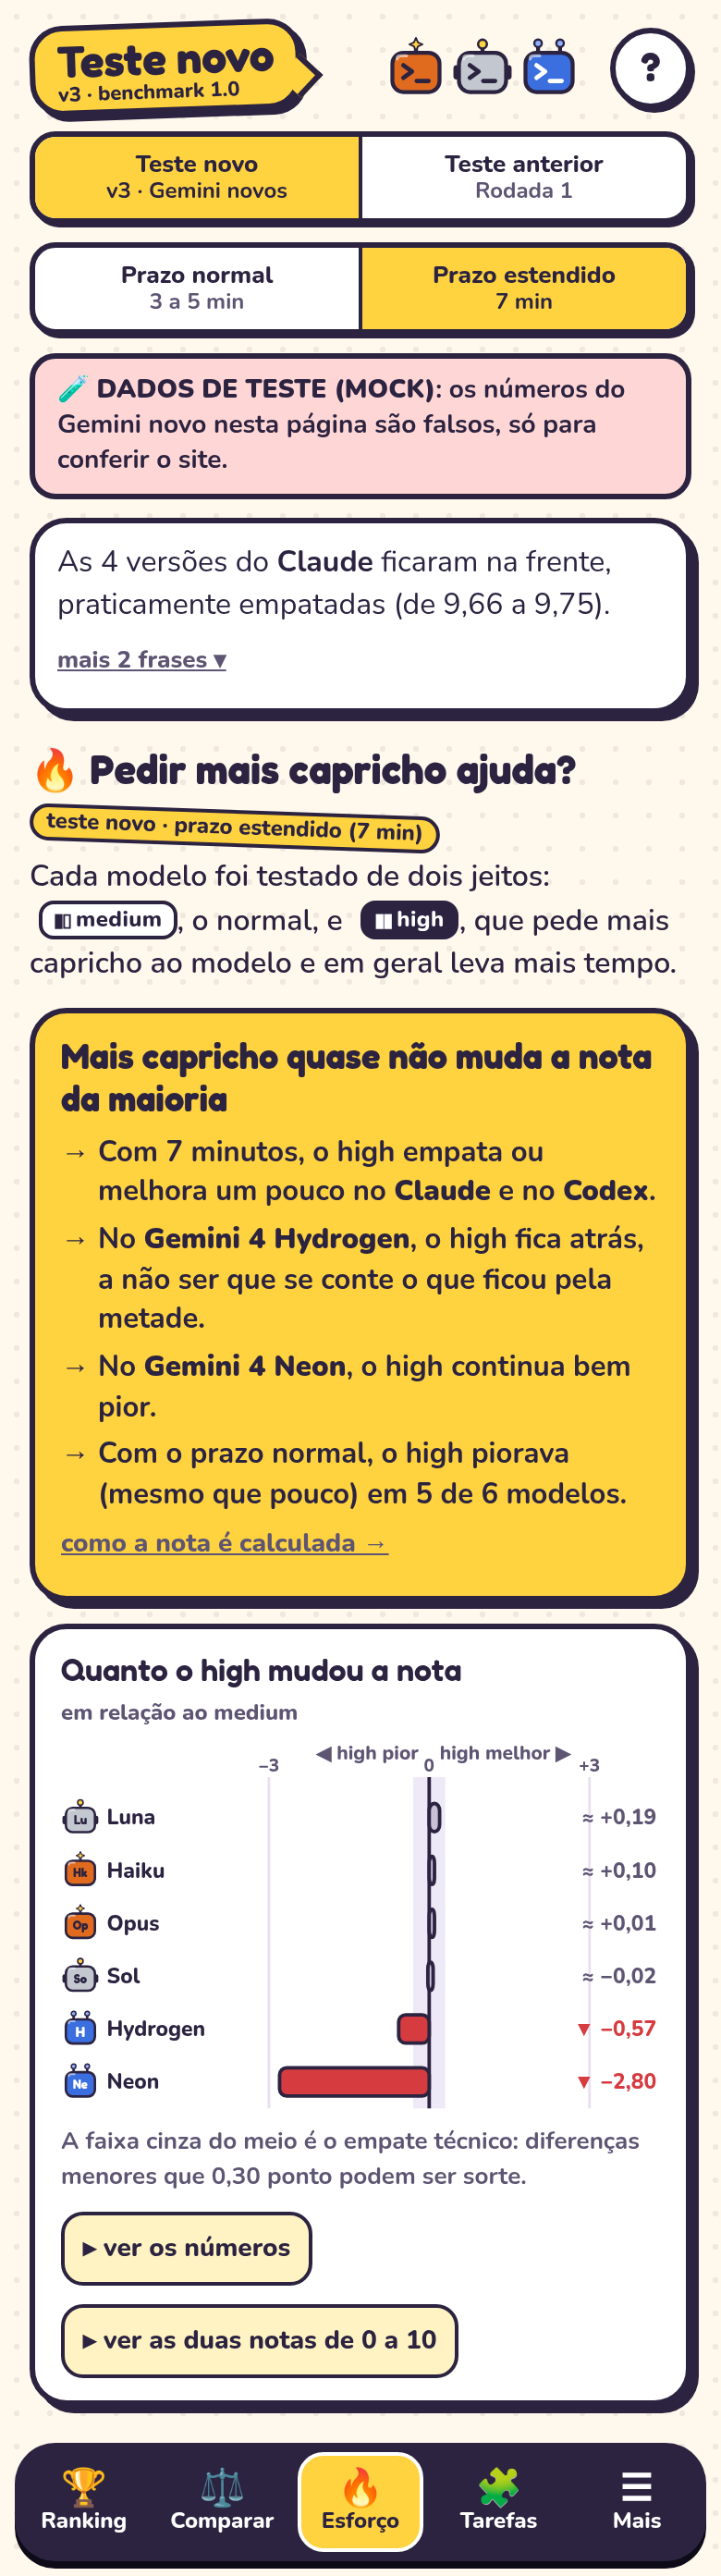 Teste novo
v3 · benchmark 1.0
?
Teste novo
v3 · Gemini novos
Teste anterior
Rodada 1
Prazo normal
3 a 5 min
Prazo estendido
7 min
🧪 DADOS DE TESTE (MOCK): os números do
Gemini novo nesta página são falsos, só para
conferir o site.
As 4 versões do Claude ficaram na frente,
praticamente empatadas (de 9,66 a 9,75).
mais 2 frases ▾
🔥 Pedir mais capricho ajuda?
teste novo · prazo estendido (7 min)
Cada modelo foi testado de dois jeitos:
medium, o normal, e high, que pede mais
capricho ao modelo e em geral leva mais tempo.
Mais capricho quase não muda a nota
da maioria
→ Com 7 minutos, o high empata ou
melhora um pouco no Claude e no Codex.
→ No Gemini 4 Hydrogen, o high fica atrás,
a não ser que se conte o que ficou pela
metade.
→ No Gemini 4 Neon, o high continua bem
pior.
→ Com o prazo normal, o high piorava
(mesmo que pouco) em 5 de 6 modelos.
como a nota é calculada →
Quanto o high mudou a nota
em relação ao medium
◀ high pior high melhor ▶
−3 0 +3
Lu Luna ≈ +0,19
Hk Haiku ≈ +0,10
Op Opus ≈ +0,01
So Sol ≈ −0,02
H Hydrogen ▼ −0,57
Ne Neon ▼ −2,80
A faixa cinza do meio é o empate técnico: diferenças
menores que 0,30 ponto podem ser sorte.
▸ ver os números
▸ ver as duas notas de 0 a 10
Ranking Comparar Esforço Tarefas Mais